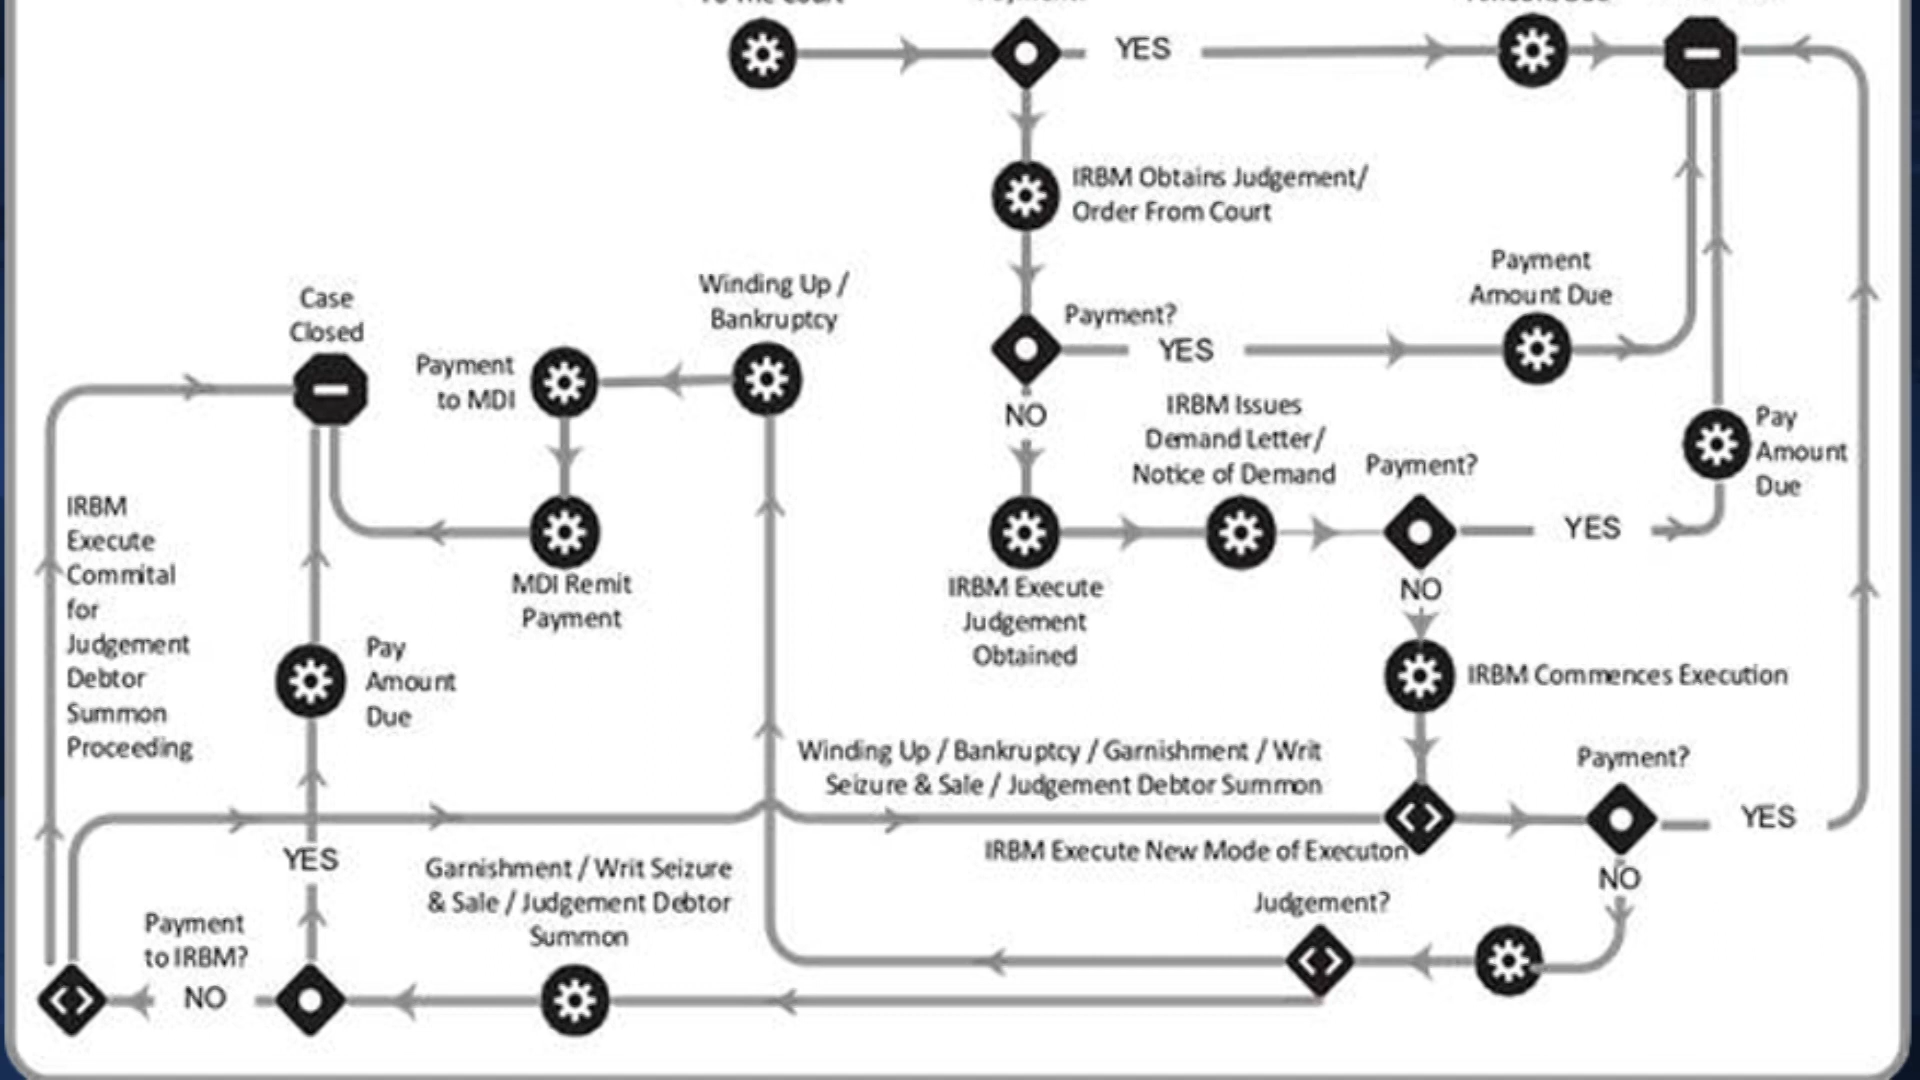 To The Court
Payment?
YES
IRBM Obtains Judgement/
Order From Court
Payment?
YES
Payment
Amount Due
NO
IRBM Issues
Demand Letter/
Notice of Demand
Payment?
YES
Pay
Amount
Due
NO
IRBM Execute
Judgement
Obtained
IRBM Commences Execution
Case
Closed
Winding Up /
Bankruptcy
Payment
to MDI
MDI Remit
Payment
IRBM
Execute
Commital
for
Judgement
Debtor
Summon
Proceeding
Pay
Amount
Due
Winding Up / Bankruptcy / Garnishment / Writ
Seizure & Sale / Judgement Debtor Summon
Payment?
YES
IRBM Execute New Mode of Executon
NO
YES
Garnishment / Writ Seizure
& Sale / Judgement Debtor
Summon
Judgement?
Payment
to IRBM?
NO